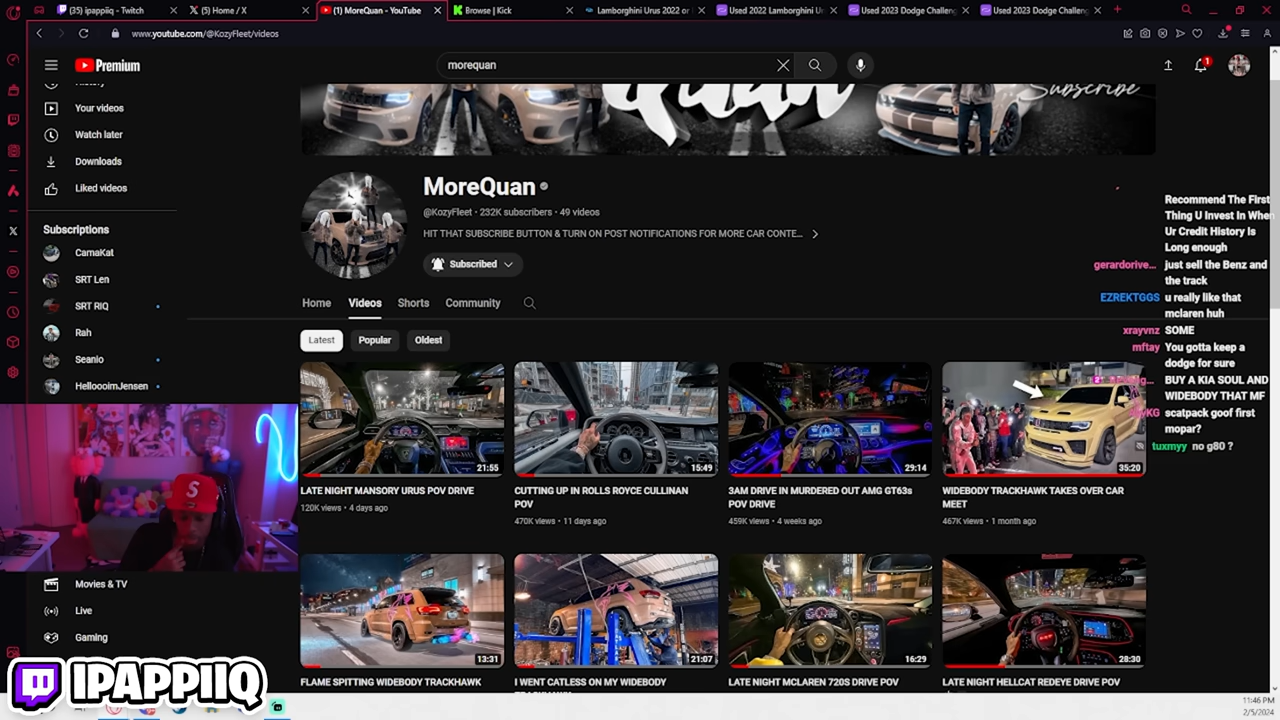 (35) ipappiiq - Twitch
(5) Home / X
(1) MoreQuan - YouTube
Browse | Kick
Lamborghini Urus 2022 or
Used 2022 Lamborghini U
Used 2023 Dodge Challeng
Used 2023 Dodge Challeng
www.youtube.com/@KozyFleet/videos
Premium
morequan
1
Quan
Subscribe
History
Your videos
Watch later
Downloads
Liked videos
Subscriptions
CamaKat
SRT Len
SRT RIQ
Rah
Seanio
HelloooimJensen
Movies & TV
Live
Gaming
MoreQuan
@KozyFleet · 232K subscribers · 49 videos
HIT THAT SUBSCRIBE BUTTON & TURN ON POST NOTIFICATIONS FOR MORE CAR CONTE...
Subscribed
Home Videos Shorts Community
Latest Popular Oldest
21:55
LATE NIGHT MANSORY URUS POV DRIVE
120K views · 4 days ago
15:49
CUTTING UP IN ROLLS ROYCE CULLINAN
POV
470K views · 11 days ago
29:14
3AM DRIVE IN MURDERED OUT AMG GT63s
POV DRIVE
459K views · 4 weeks ago
35:20
WIDEBODY TRACKHAWK TAKES OVER CAR
MEET
467K views · 1 month ago
13:31
FLAME SPITTING WIDEBODY TRACKHAWK
21:07
I WENT CATLESS ON MY WIDEBODY
16:29
LATE NIGHT MCLAREN 720S POV DRIVE
28:30
LATE NIGHT HELLCAT REDEYE DRIVE POV
Recommend The First
Thing U Invest In When
Ur Credit History Is
Long enough
gerardorive... just sell the Benz and
the track
EZREKTGGS u really like that
mclaren huh
xrayvnz SOME
mftay You gotta keep a
dodge for sure
BUY A KIA SOUL AND
WIDEBODY THAT MF
scatpack goof first
mopar?
tuxmyy no g80 ?
S
IPAPPIIQ
11:46 PM
2/5/2024